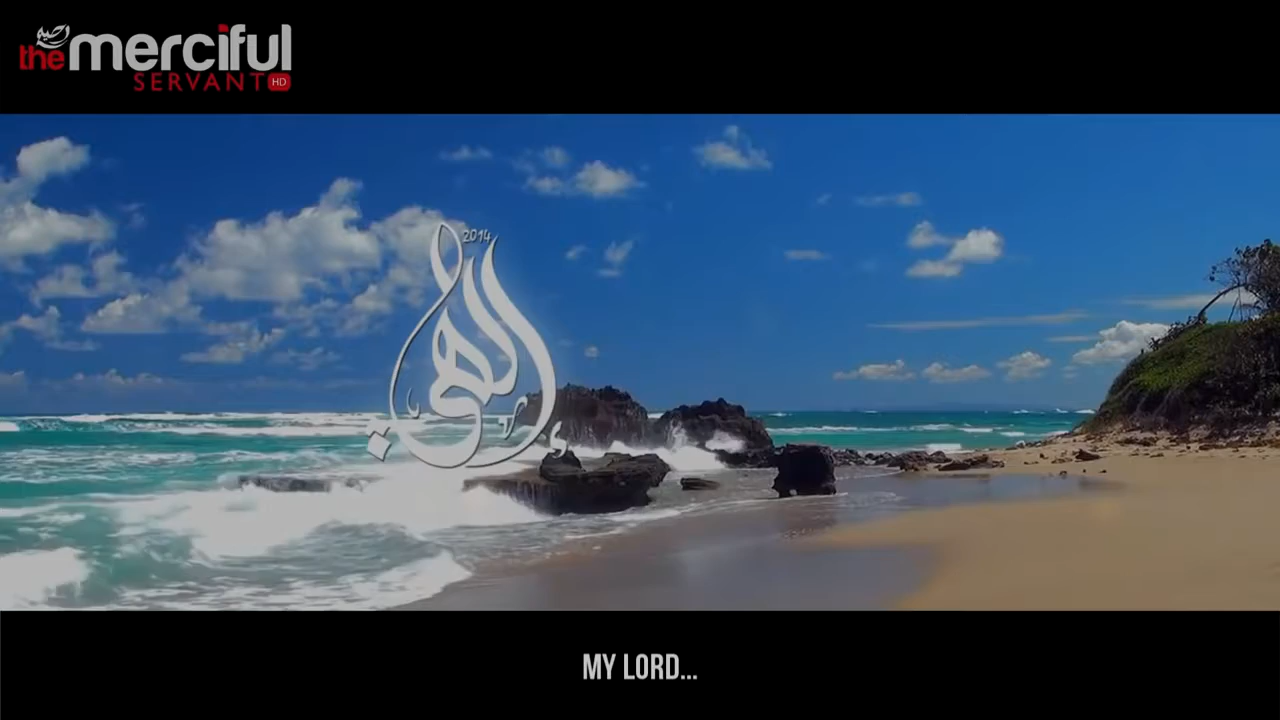 the merciful
SERVANT HD
2014
إلهي
MY LORD...